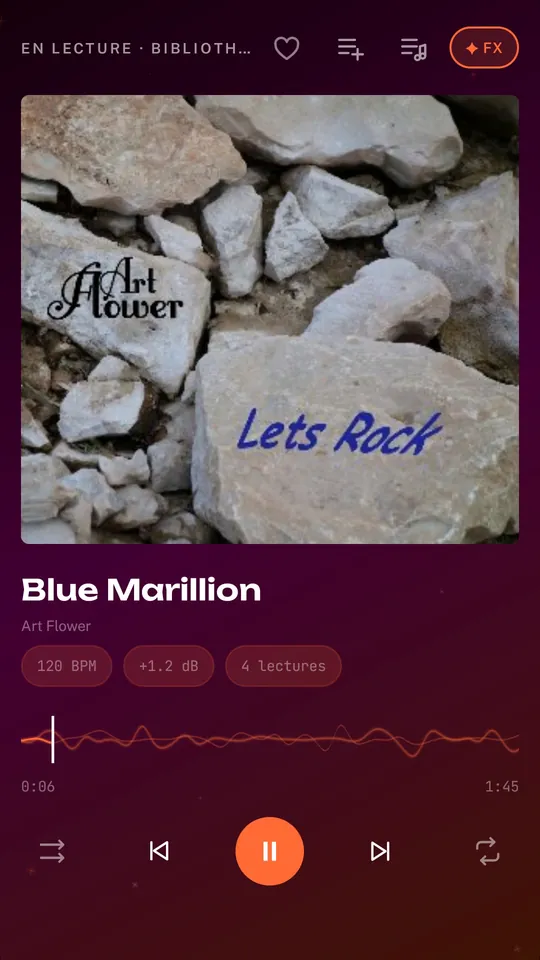 EN LECTURE · BIBLIOTH...
FX
Art
Flower
Lets Rock
Blue Marillion
Art Flower
120 BPM
+1.2 dB
4 lectures
0:06
1:45